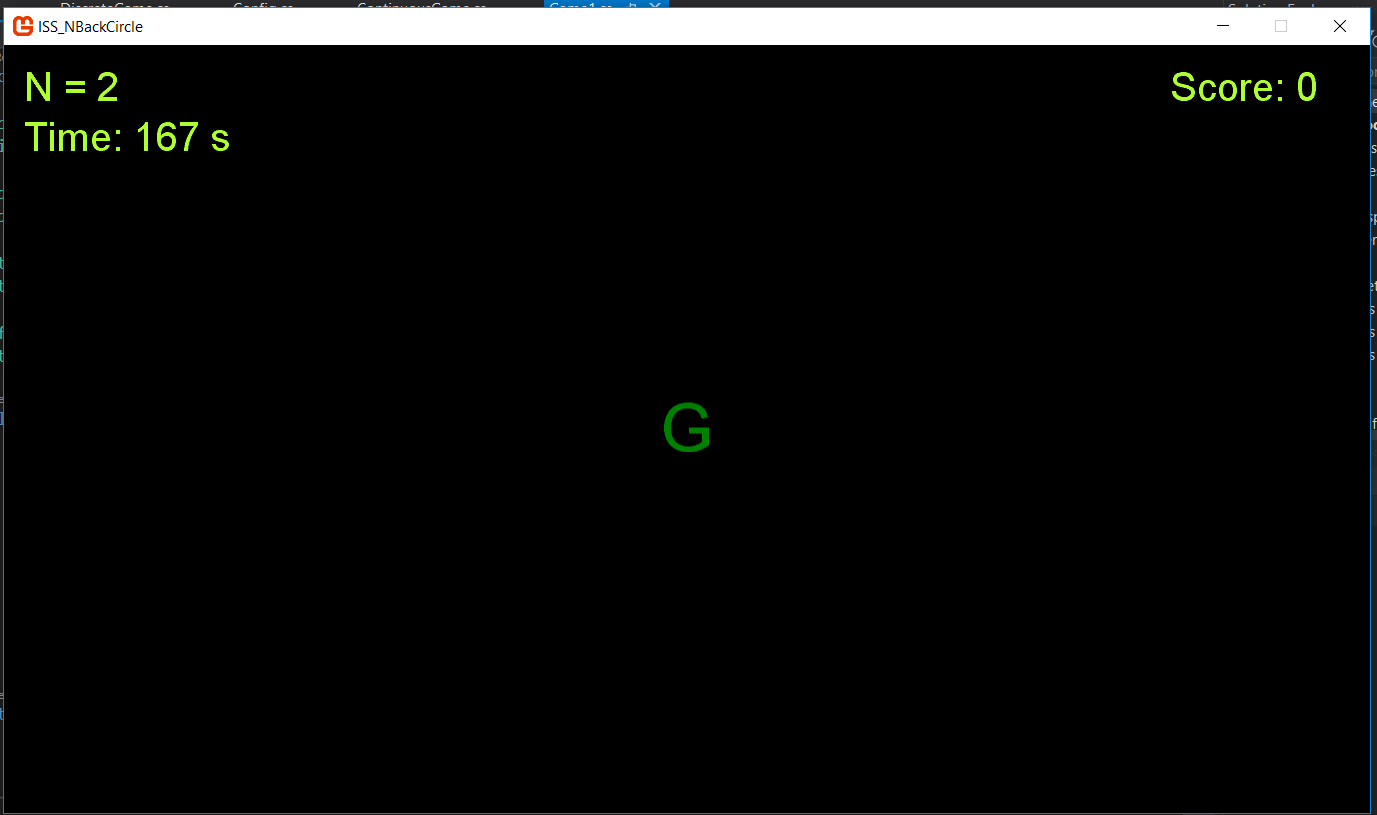 ISS_NBackCircle
N = 2
Score: 0
Time: 167 s
G